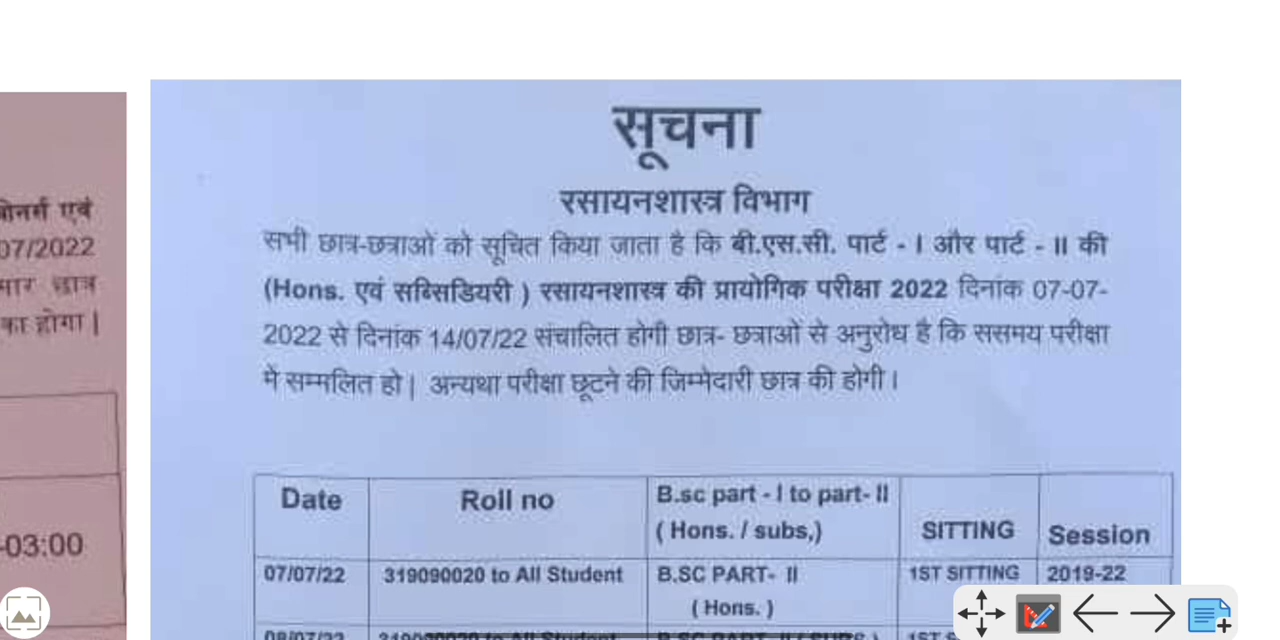 सूचना
रसायनशास्त्र विभाग
सभी छात्र-छत्राओं को सूचित किया जाता है कि बी.एस.सी. पार्ट - I और पार्ट - II की
(Hons. एवं सब्सिडियरी ) रसायनशास्त्र की प्रायोगिक परीक्षा 2022 दिनांक 07-07-
2022 से दिनांक 14/07/22 संचालित होगी छात्र- छत्राओं से अनुरोध है कि ससमय परीक्षा
में सम्मलित हो| अन्यथा परीक्षा छूटने की जिम्मेदारी छात्र की होगी।
Date Roll no B.sc part - I to part- II
( Hons. / subs,) SITTING Session
07/07/22 319090020 to All Student B.SC PART- II 1ST SITTING 2019-22
( Hons. )
एवं
07/2022
छात्र
का होगा|
-03:00